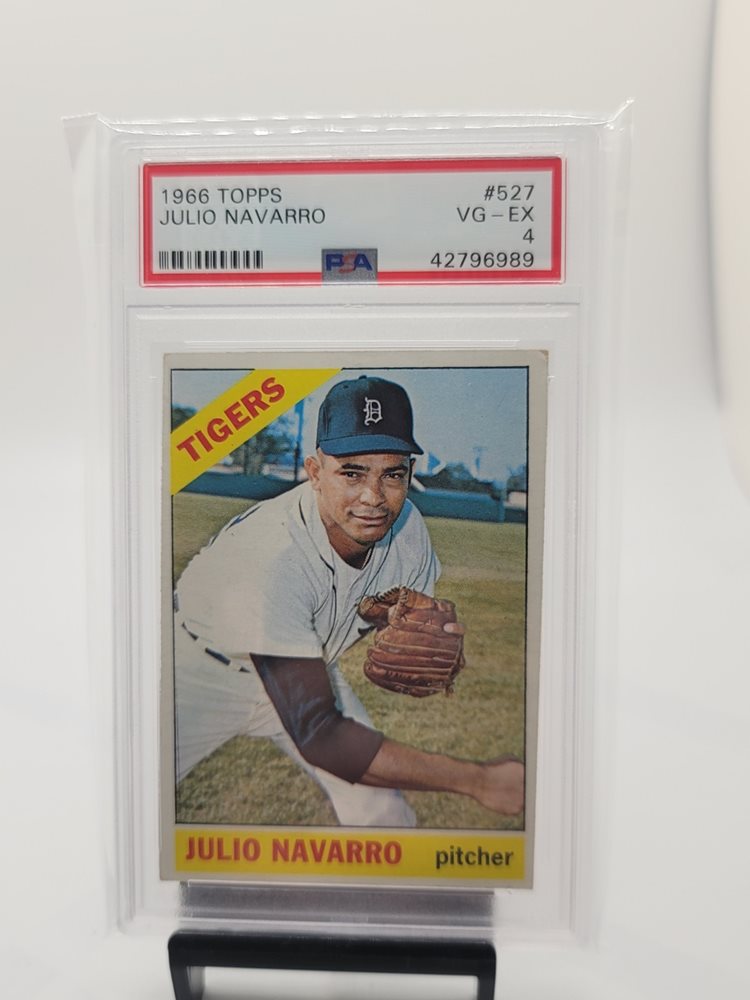 1966 TOPPS #527
JULIO NAVARRO VG-EX
4
PSA 42796989
TIGERS
D
JULIO NAVARRO pitcher